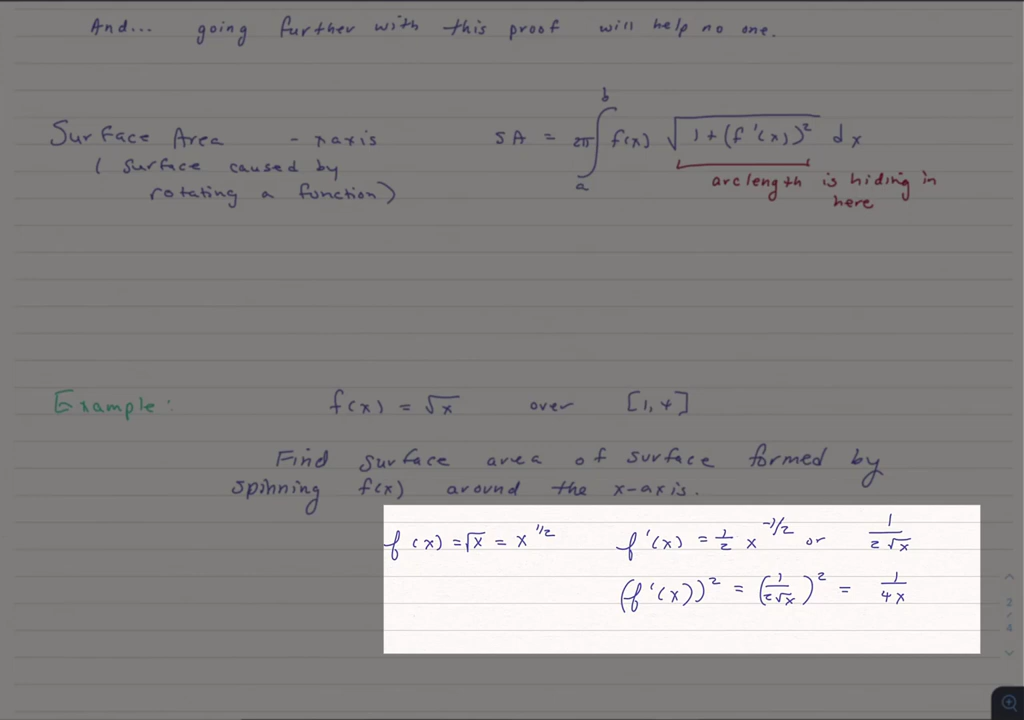 And... going further with this proof will help no one.
Surface Area - x axis SA = 2π ∫_a^b f(x) √(1+(f'(x))²) dx
( surface caused by arclength is hiding in
rotating a function) here
Example: f(x) = √x over [1,4]
Find surface area of surface formed by
spinning f(x) around the x-axis.
f(x) = √x = x^(1/2) f'(x) = 1/2 x^(-1/2) or 1/(2√x)
(f'(x))² = (1/(2√x))² = 1/(4x)
2
/
4